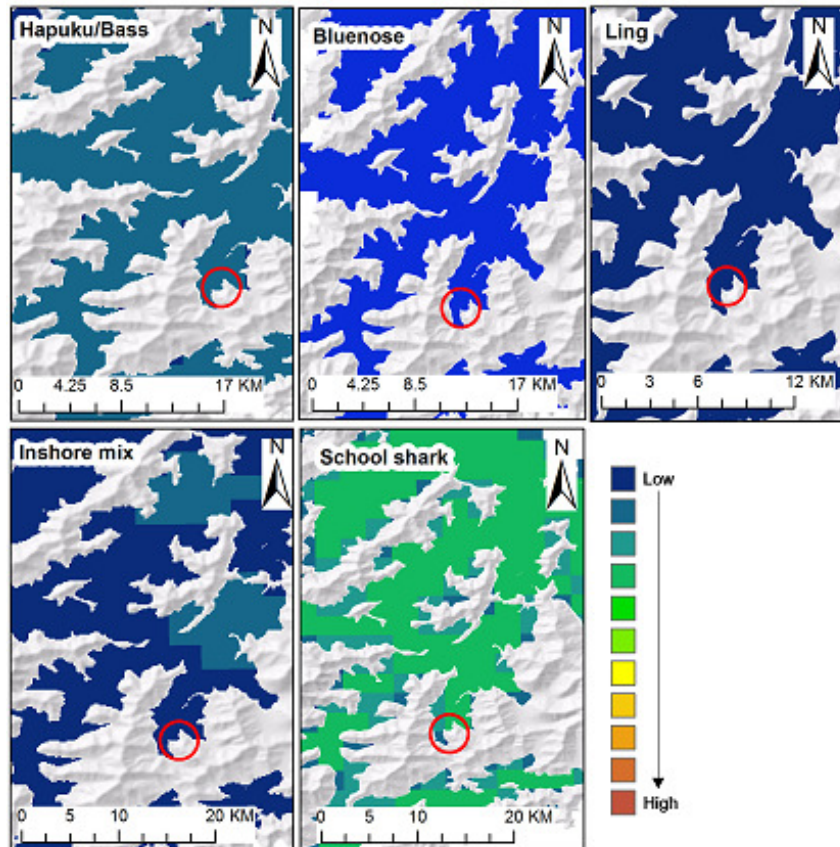 Hapuku/Bass
N
0 4.25 8.5 17 KM
Bluenose
N
0 4.25 8.5 17 KM
Ling
N
0 3 6 12 KM
Inshore mix
N
0 5 10 20 KM
School shark
N
0 5 10 20 KM
Low
High